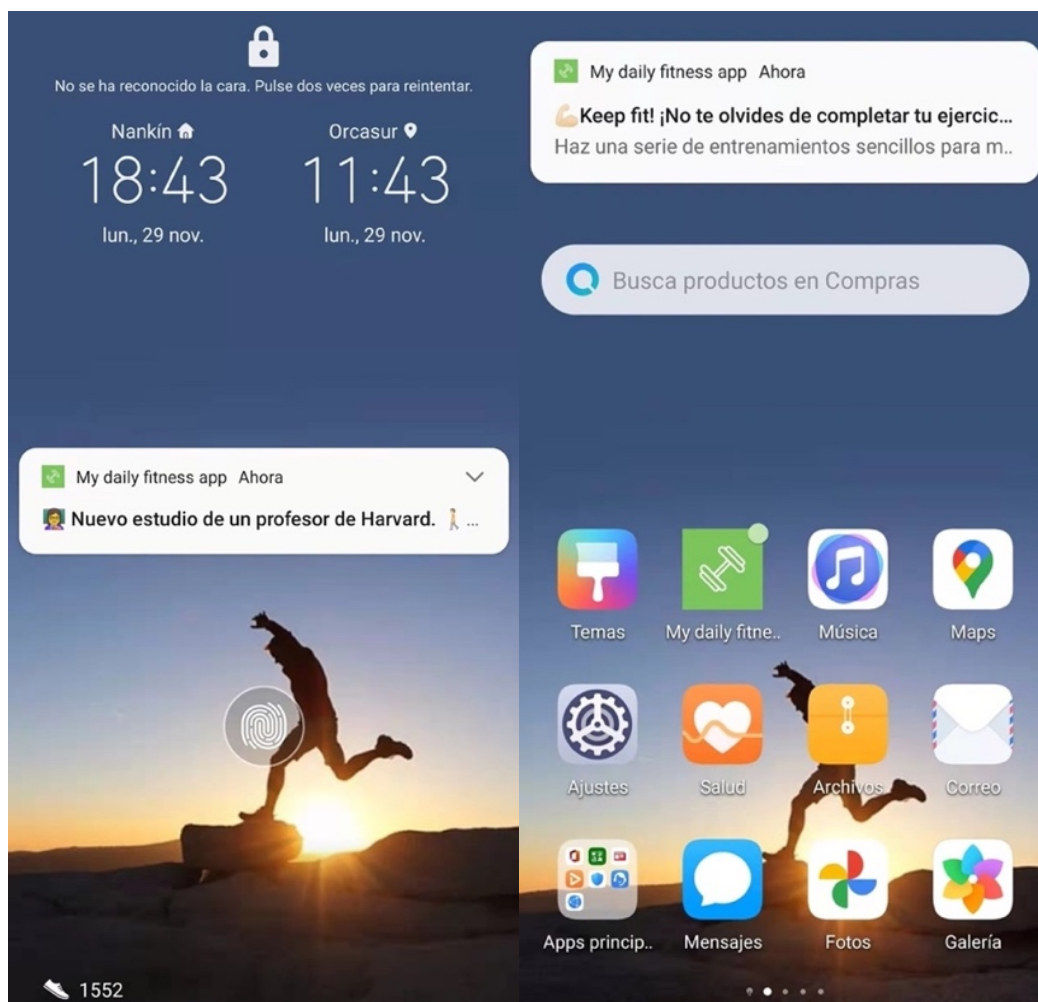 No se ha reconocido la cara. Pulse dos veces para reintentar.
Nankín
Orcasur
18:43
11:43
lun., 29 nov.
lun., 29 nov.
My daily fitness app Ahora
Nuevo estudio de un profesor de Harvard. ...
1552
My daily fitness app Ahora
Keep fit! ¡No te olvides de completar tu ejercic...
Haz una serie de entrenamientos sencillos para m..
Busca productos en Compras
Temas
My daily fitne..
Música
Maps
Ajustes
Salud
Archivos
Correo
Apps princip..
Mensajes
Fotos
Galería